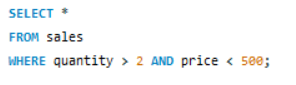 SELECT *
FROM sales
WHERE quantity > 2 AND price < 500;